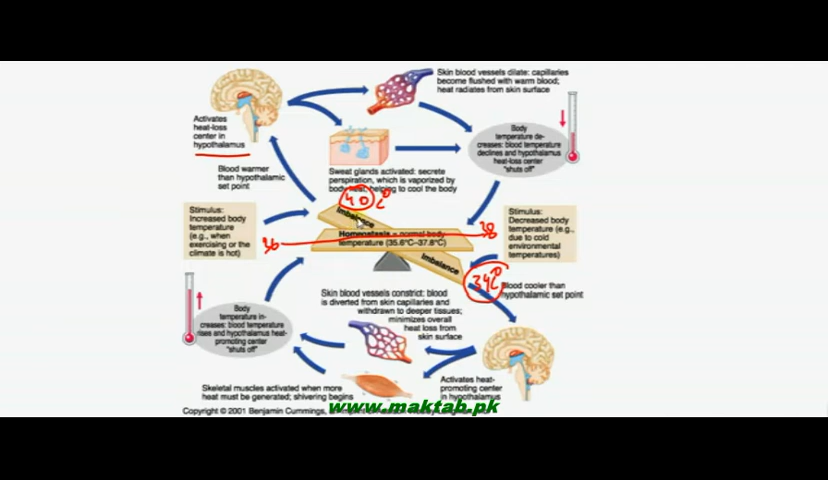 Skin blood vessels dilate: capillaries
become flushed with warm blood;
heat radiates from skin surface
Activates
heat-loss
center in
hypothalamus
Body
temperature de-
creases: blood temperature
declines and hypothalamus
heat-loss center
"shuts off"
Blood warmer
than hypothalamic
set point
Sweat glands activated: secrete
perspiration, which is vaporized by
body heat, helping to cool the body
40 C°
Stimulus:
Increased body
temperature
(e.g., when
exercising or the
climate is hot)
Imbalance
36
38
Homeostasis = normal body
temperature (35.6°C–37.8°C)
Imbalance
Stimulus:
Decreased body
temperature
(e.g., due to cold
environmental
temperatures)
34C°
Blood cooler than
hypothalamic set point
Skin blood vessels constrict: blood
is diverted from skin capillaries and
withdrawn to deeper tissues;
minimizes overall
heat loss from
skin surface
Body
temperature in-
creases: blood temperature
rises and hypothalamus heat-
promoting center
"shuts off"
Skeletal muscles activated when more
heat must be generated; shivering begins
Activates heat-
promoting center
in hypothalamus
Copyright © 2001 Benjamin Cummings, an imprint of
www.maktab.pk